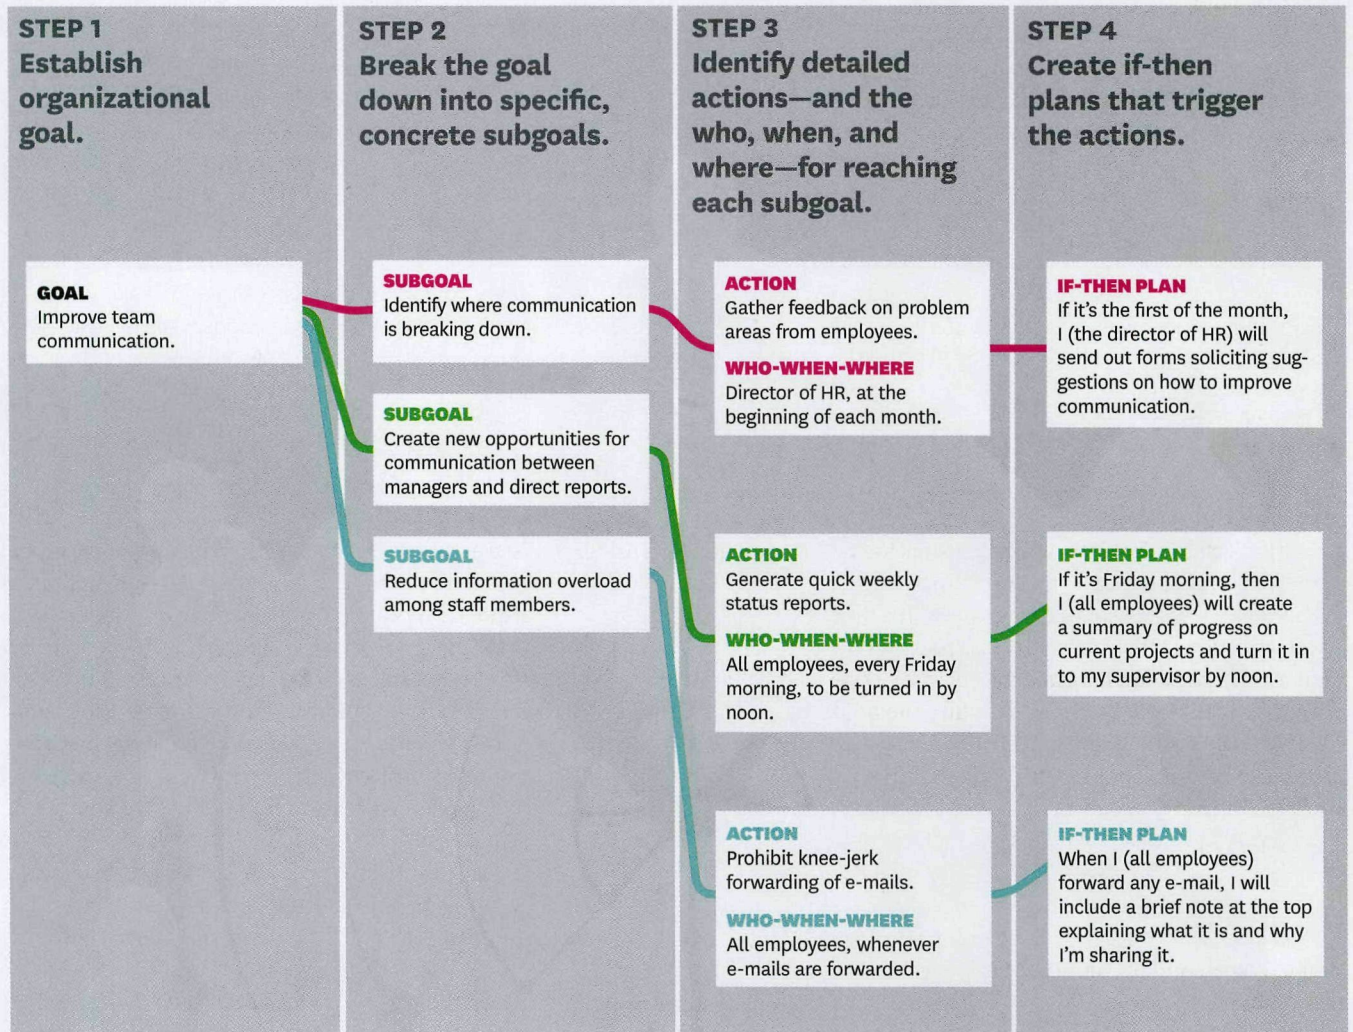 STEP 1
Establish
organizational
goal.
STEP 2
Break the goal
down into specific,
concrete subgoals.
STEP 3
Identify detailed
actions—and the
who, when, and
where—for reaching
each subgoal.
STEP 4
Create if-then
plans that trigger
the actions.
GOAL
Improve team
communication.
SUBGOAL
Identify where communication
is breaking down.
ACTION
Gather feedback on problem
areas from employees.
WHO-WHEN-WHERE
Director of HR, at the
beginning of each month.
IF-THEN PLAN
If it's the first of the month,
I (the director of HR) will
send out forms soliciting sug-
gestions on how to improve
communication.
SUBGOAL
Create new opportunities for
communication between
managers and direct reports.
ACTION
Generate quick weekly
status reports.
WHO-WHEN-WHERE
All employees, every Friday
morning, to be turned in by
noon.
IF-THEN PLAN
If it's Friday morning, then
I (all employees) will create
a summary of progress on
current projects and turn it in
to my supervisor by noon.
SUBGOAL
Reduce information overload
among staff members.
ACTION
Prohibit knee-jerk
forwarding of e-mails.
WHO-WHEN-WHERE
All employees, whenever
e-mails are forwarded.
IF-THEN PLAN
When I (all employees)
forward any e-mail, I will
include a brief note at the top
explaining what it is and why
I'm sharing it.